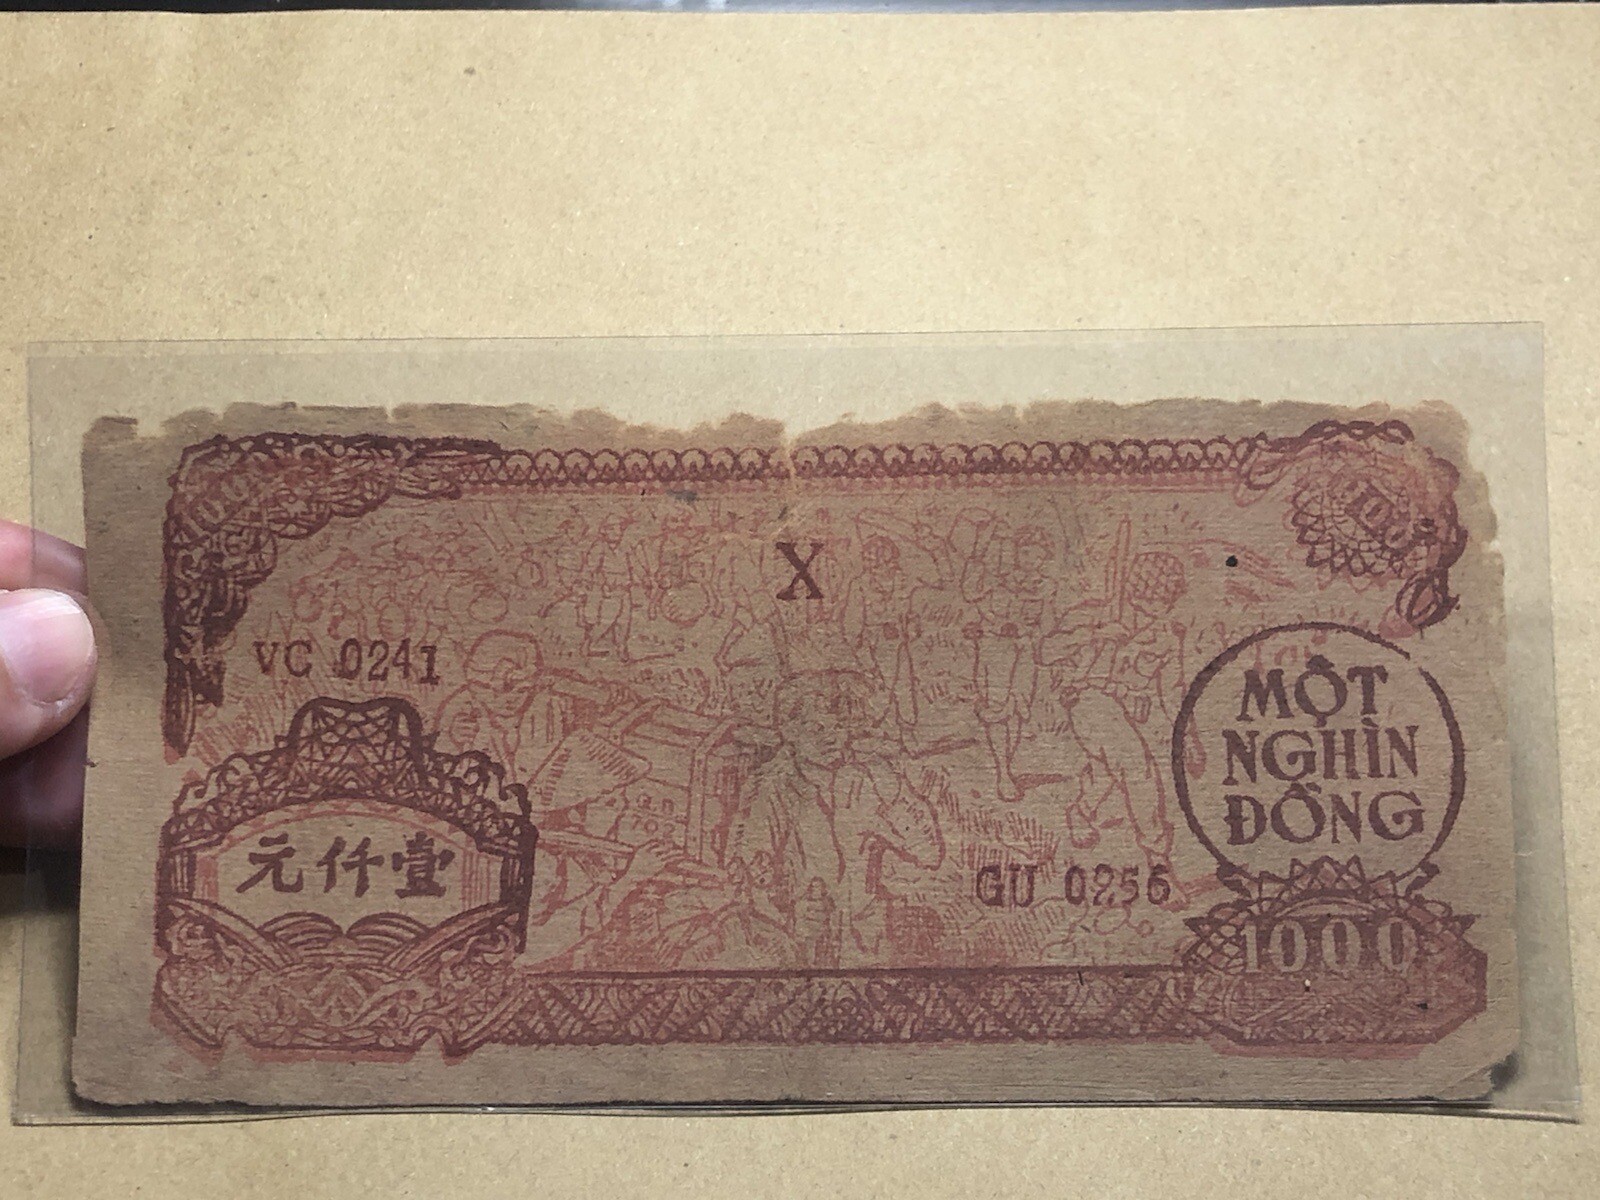 X
VC 0241
MỘT
NGHÌN
ĐỒNG
元仟壹
GU 0256
1000